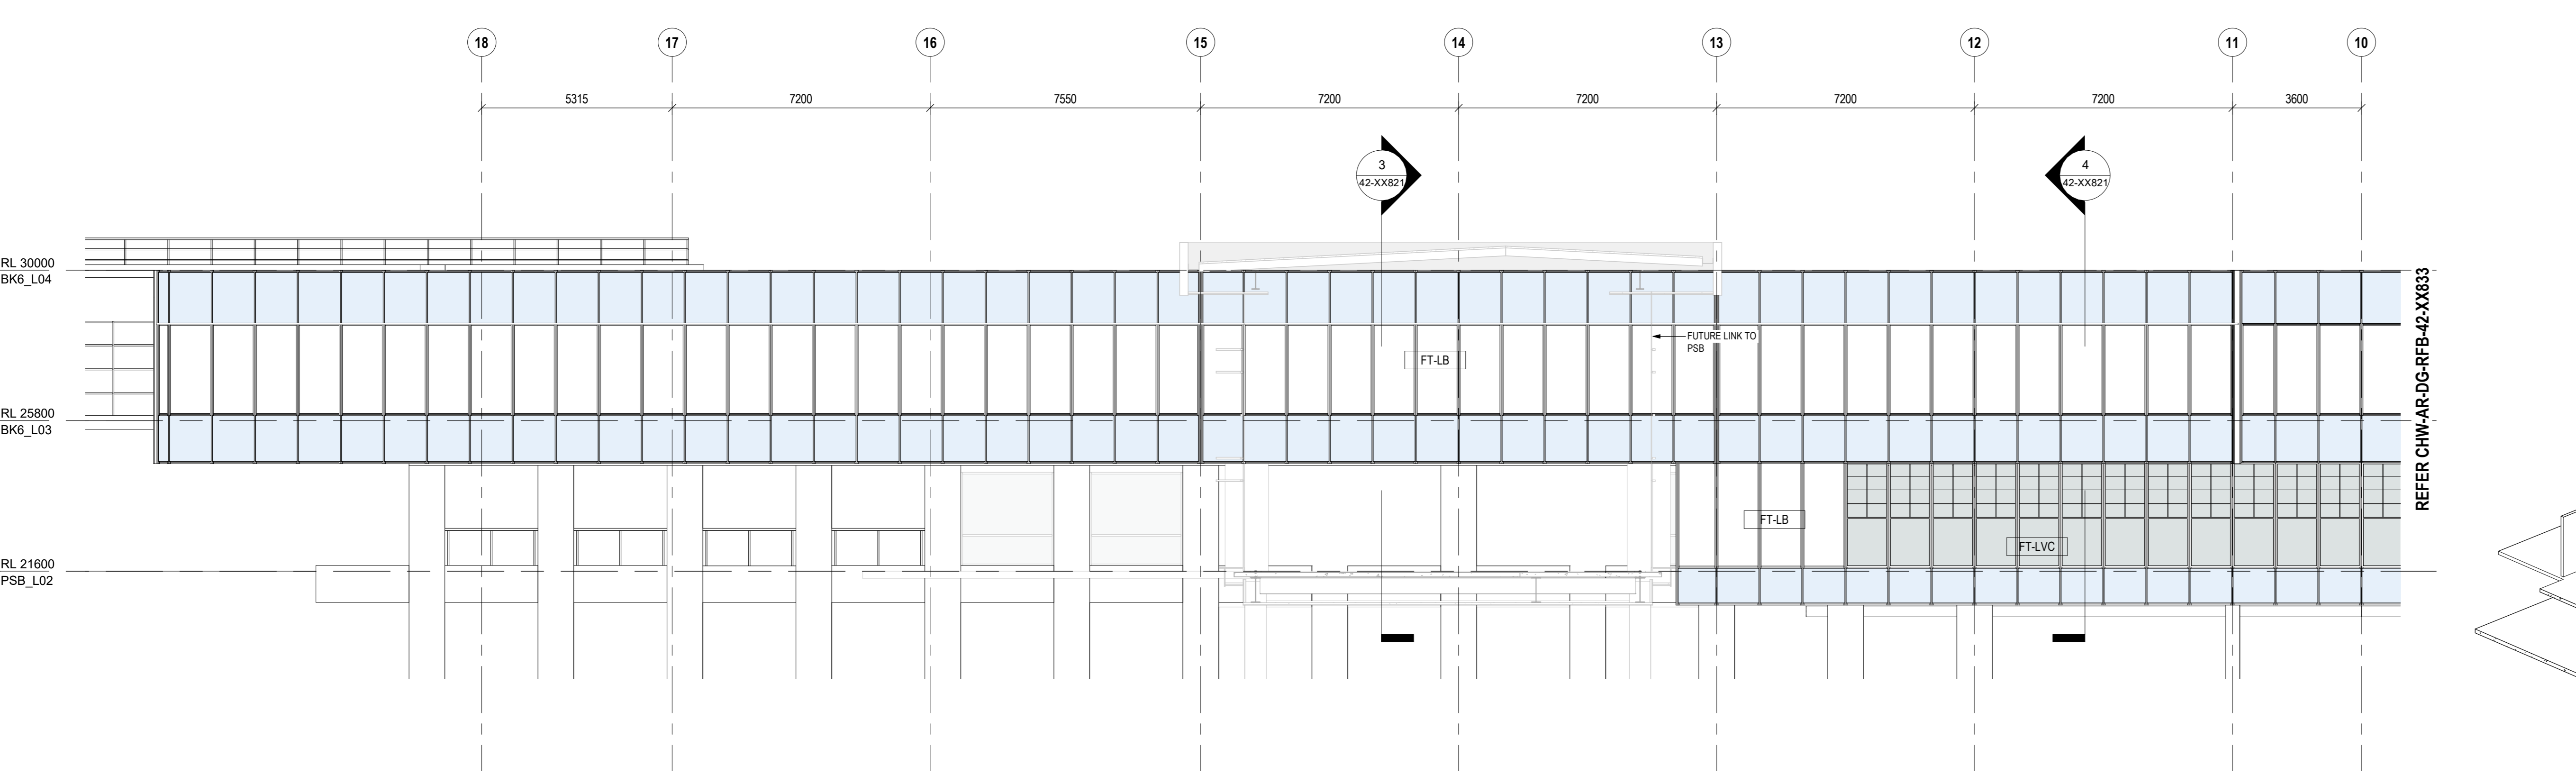 18
17
16
15
14
13
12
11
10
5315
7200
7550
7200
7200
7200
7200
3600
3
42-XX821
4
42-XX821
RL 30000
BK6_L04
FUTURE LINK TO
PSB
FT-LB
RL 25800
BK6_L03
REFER CHW-AR-DG-RFB-42-XX833
FT-LB
FT-LVC
RL 21600
PSB_L02